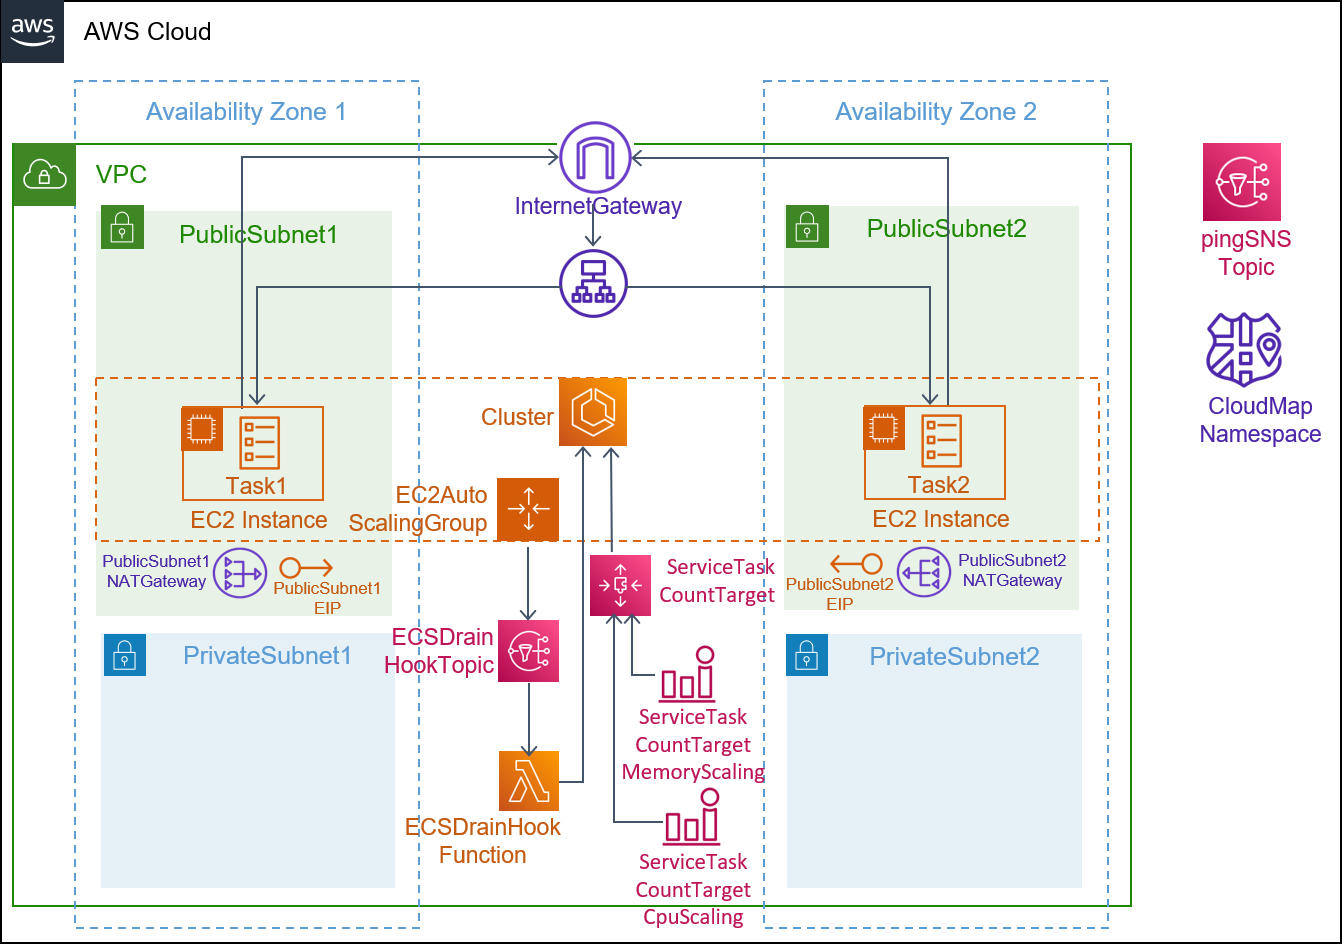 aws
AWS Cloud
Availability Zone 1
Availability Zone 2
VPC
InternetGateway
PublicSubnet1
PublicSubnet2
pingSNS
Topic
CloudMap
Namespace
Cluster
Task1
EC2 Instance
EC2Auto
ScalingGroup
Task2
EC2 Instance
PublicSubnet1
NATGateway
PublicSubnet1
EIP
ServiceTask
CountTarget
PublicSubnet2
EIP
PublicSubnet2
NATGateway
PrivateSubnet1
ECSDrain
HookTopic
PrivateSubnet2
ServiceTask
CountTarget
MemoryScaling
ECSDrainHook
Function
ServiceTask
CountTarget
CpuScaling